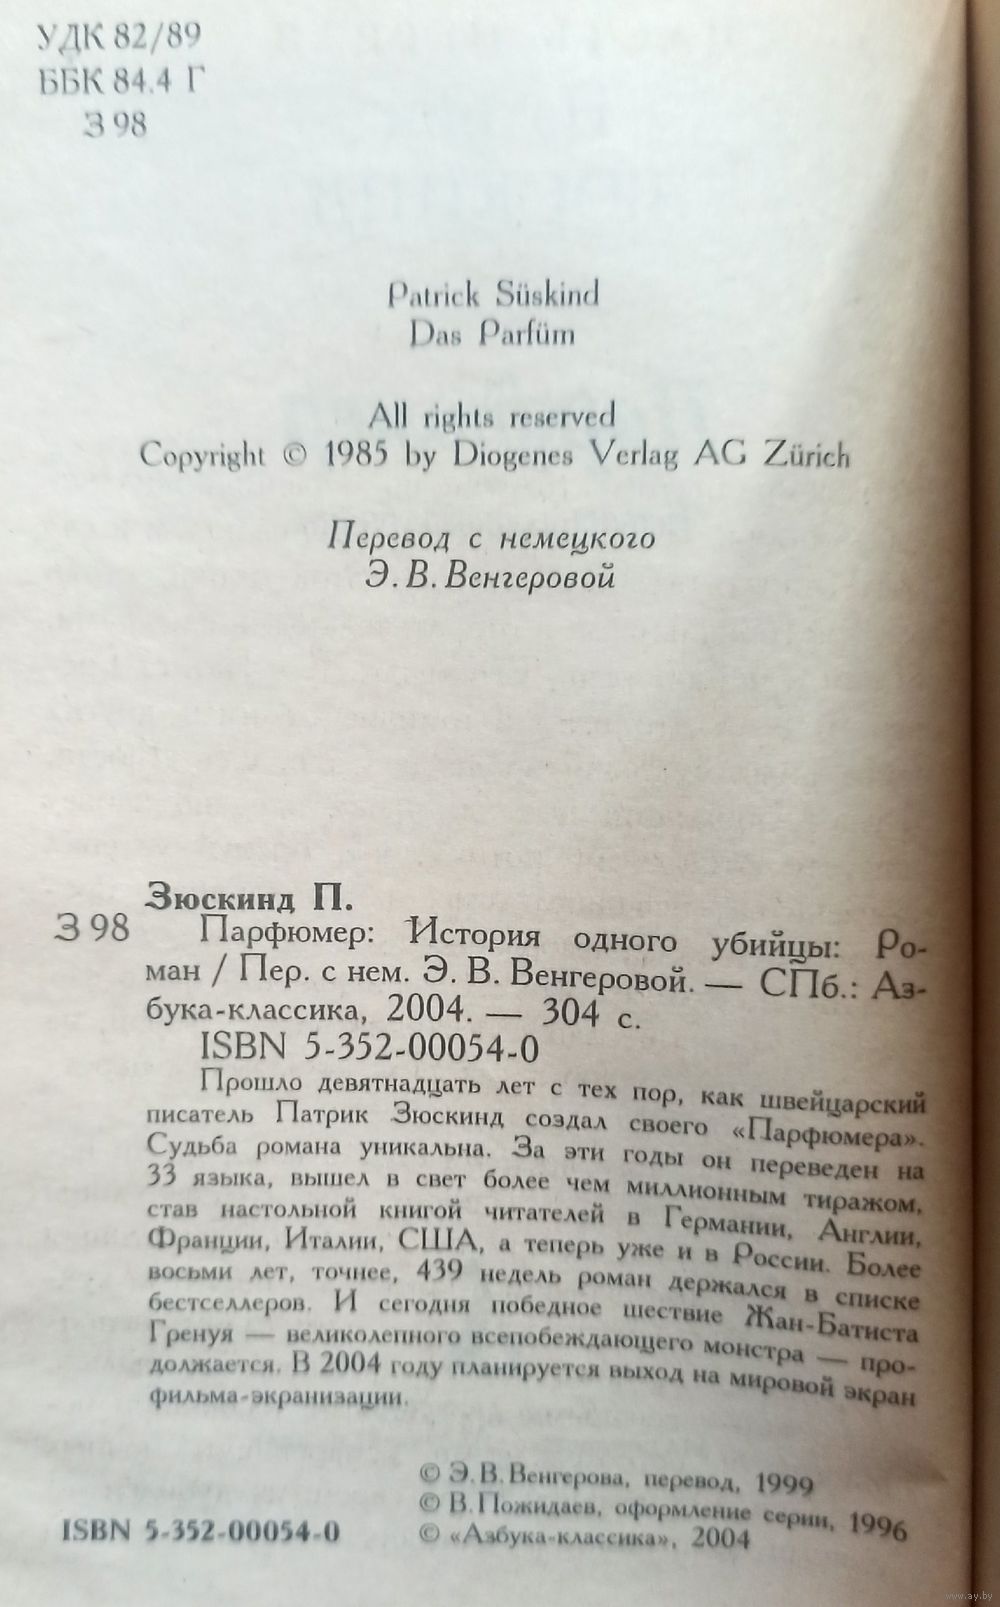 УДК 82/89
ББК 84.4 Г
З 98
Patrick Süskind
Das Parfüm
All rights reserved
Copyright © 1985 by Diogenes Verlag AG Zürich
Перевод с немецкого
Э. В. Венгеровой
Зюскинд П.
З 98 Парфюмер: История одного убийцы: Ро-
ман / Пер. с нем. Э. В. Венгеровой. — СПб.: Аз-
бука-классика, 2004. — 304 с.
ISBN 5-352-00054-0
Прошло девятнадцать лет с тех пор, как швейцарский
писатель Патрик Зюскинд создал своего «Парфюмера».
Судьба романа уникальна. За эти годы он переведен на
33 языка, вышел в свет более чем миллионным тиражом,
став настольной книгой читателей в Германии, Англии,
Франции, Италии, США, а теперь уже и в России. Более
восьми лет, точнее, 439 недель роман держался в списке
бестселлеров. И сегодня победное шествие Жан-Батиста
Гренуя — великолепного всепобеждающего монстра — про-
должается. В 2004 году планируется выход на мировой экран
фильма-экранизации.
© Э. В. Венгерова, перевод, 1999
© В. Пожидаев, оформление серии, 1996
ISBN 5-352-00054-0 © «Азбука-классика», 2004
www.ay.by